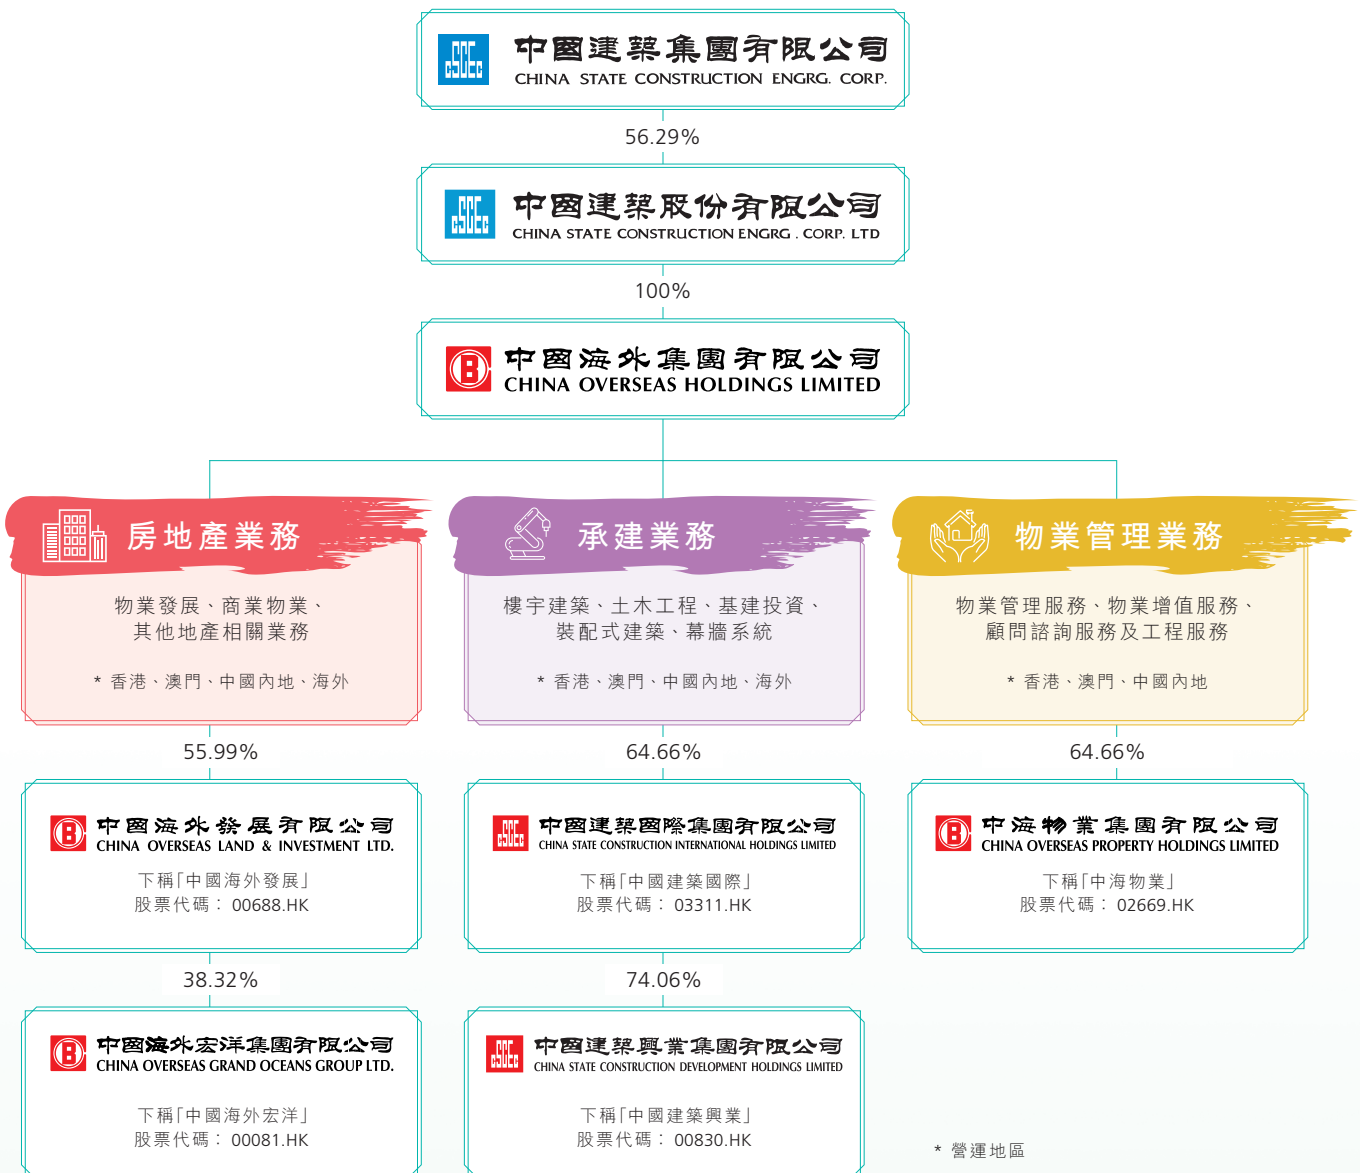 中國建築集團有限公司
CHINA STATE CONSTRUCTION ENGRG. CORP.
56.29%
中國建築股份有限公司
CHINA STATE CONSTRUCTION ENGRG . CORP. LTD
100%
中國海外集團有限公司
CHINA OVERSEAS HOLDINGS LIMITED
房地產業務
物業發展、商業物業、
其他地產相關業務
* 香港、澳門、中國內地、海外
承建業務
樓宇建築、土木工程、基建投資、
裝配式建築、幕牆系統
* 香港、澳門、中國內地、海外
物業管理業務
物業管理服務、物業增值服務、
顧問諮詢服務及工程服務
* 香港、澳門、中國內地
55.99%
64.66%
64.66%
中國海外發展有限公司
CHINA OVERSEAS LAND & INVESTMENT LTD.
下稱「中國海外發展」
股票代碼：00688.HK
中國建築國際集團有限公司
CHINA STATE CONSTRUCTION INTERNATIONAL HOLDINGS LIMITED
下稱「中國建築國際」
股票代碼：03311.HK
中海物業集團有限公司
CHINA OVERSEAS PROPERTY HOLDINGS LIMITED
下稱「中海物業」
股票代碼：02669.HK
38.32%
74.06%
中國海外宏洋集團有限公司
CHINA OVERSEAS GRAND OCEANS GROUP LTD.
下稱「中國海外宏洋」
股票代碼：00081.HK
中國建築興業集團有限公司
CHINA STATE CONSTRUCTION DEVELOPMENT HOLDINGS LIMITED
下稱「中國建築興業」
股票代碼：00830.HK
* 營運地區